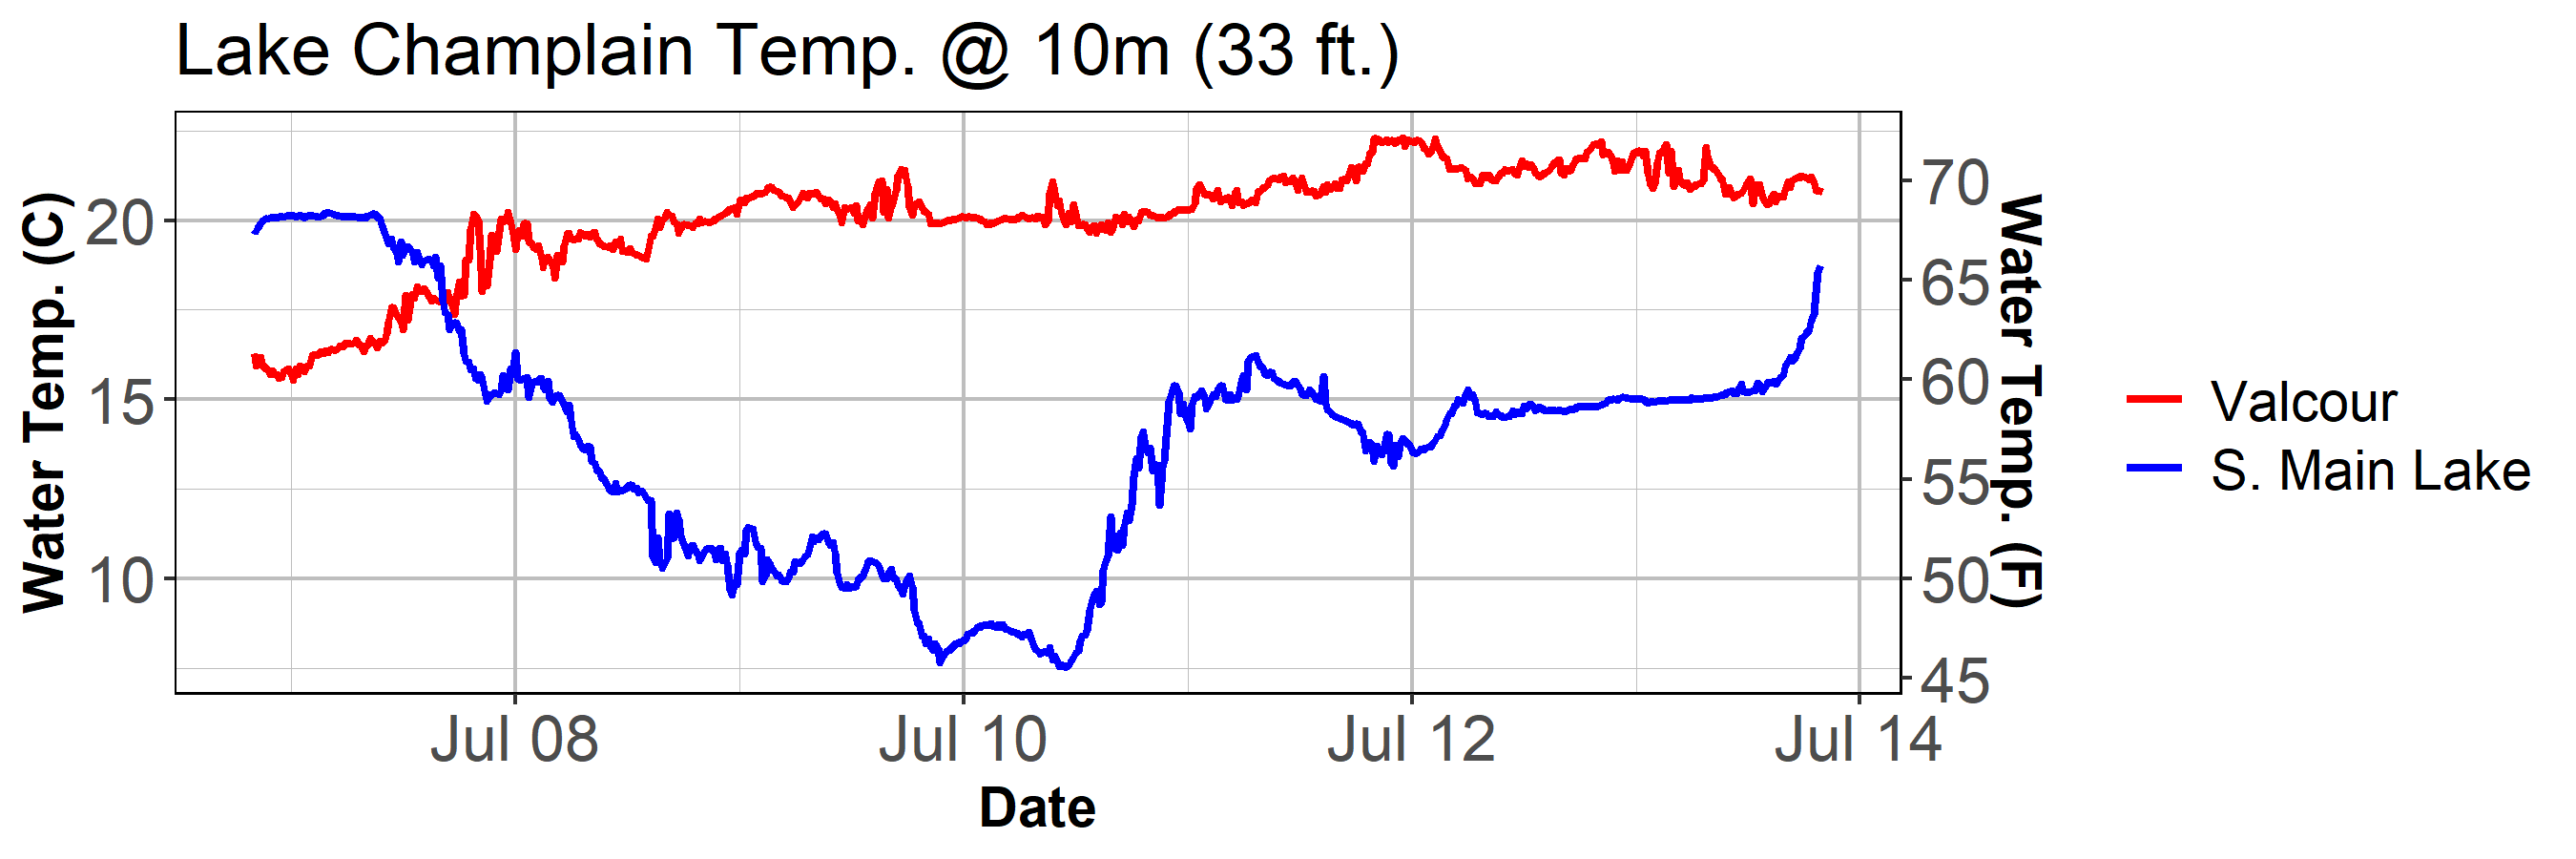 Lake Champlain Temp. @ 10m (33 ft.)
Water Temp. (C)
20
15
10
70
65
60
55
50
45
Water Temp. (F)
Jul 08
Jul 10
Jul 12
Jul 14
Date
Valcour
S. Main Lake